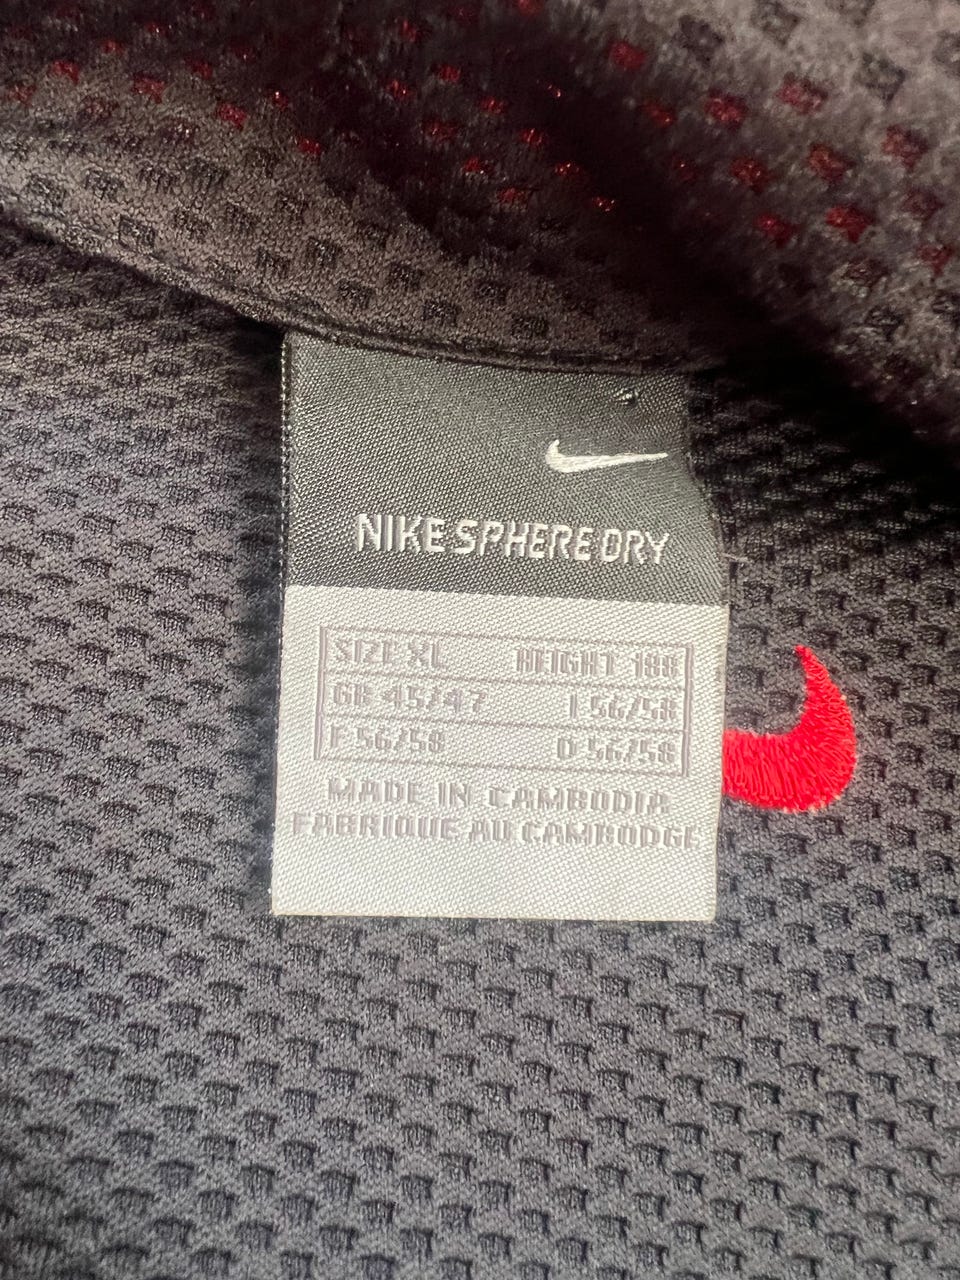 NIKE SPHERE DRY
SIZE XL HEIGHT 188
GB 45/47 I 56/58
F 56/58 D 56/58
MADE IN CAMBODIA
FABRIQUE AU CAMBODGE